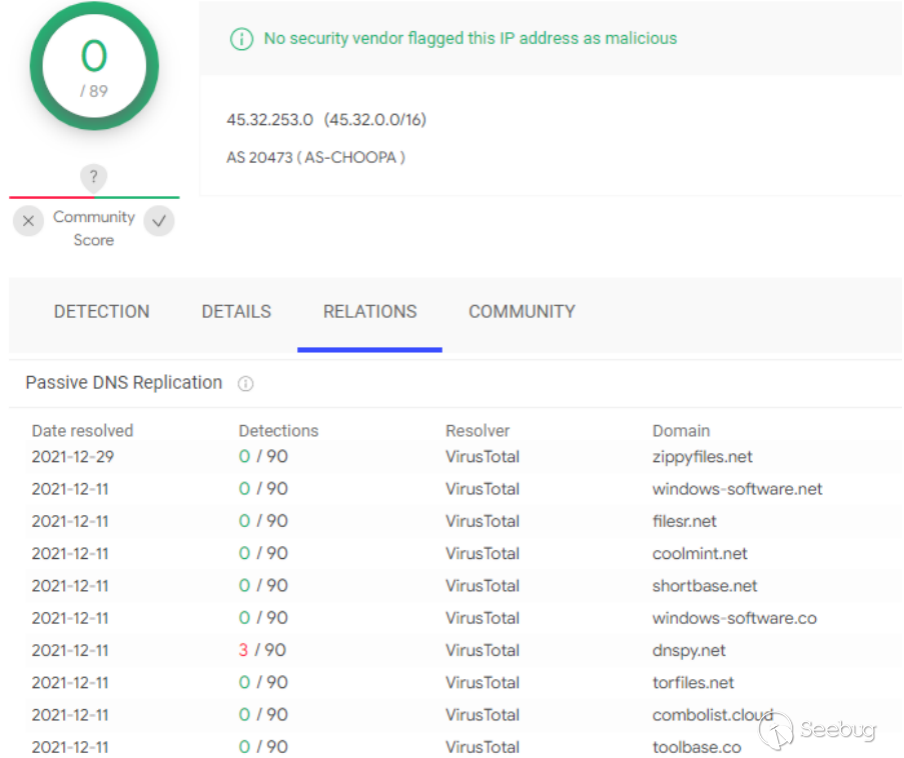 0
/ 89
No security vendor flagged this IP address as malicious
45.32.253.0 (45.32.0.0/16)
AS 20473 ( AS-CHOOPA )
?
Community
Score
DETECTION DETAILS RELATIONS COMMUNITY
Passive DNS Replication
Date resolved Detections Resolver Domain
2021-12-29 0 / 90 VirusTotal zippyfiles.net
2021-12-11 0 / 90 VirusTotal windows-software.net
2021-12-11 0 / 90 VirusTotal filesr.net
2021-12-11 0 / 90 VirusTotal coolmint.net
2021-12-11 0 / 90 VirusTotal shortbase.net
2021-12-11 0 / 90 VirusTotal windows-software.co
2021-12-11 3 / 90 VirusTotal dnspy.net
2021-12-11 0 / 90 VirusTotal torfiles.net
2021-12-11 0 / 90 VirusTotal combolist.cloud
2021-12-11 0 / 90 VirusTotal toolbase.co
Seebug